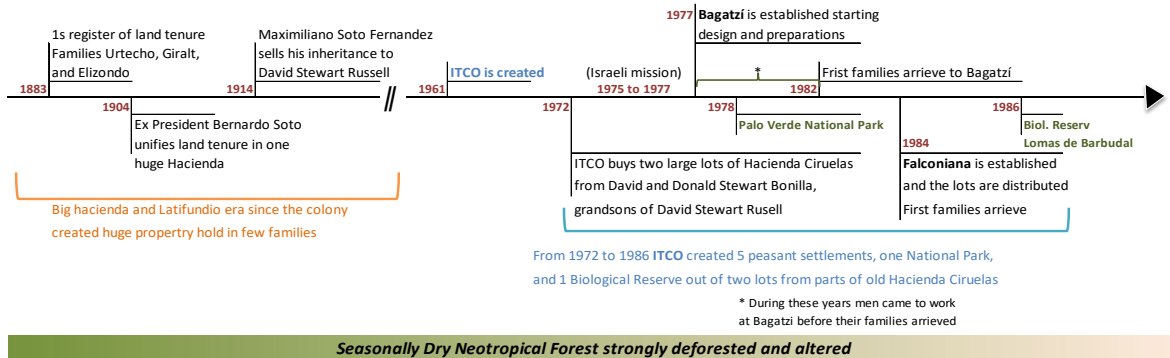 1s register of land tenure
Families Urtecho, Giralt,
and Elizondo
1883
1904
Ex President Bernardo Soto
unifies land tenure in one
huge Hacienda
Maximiliano Soto Fernandez
sells his inheritance to
David Stewart Russell
1914
Big hacienda and Latifundio era since the colony
created huge propertry hold in few families
ITCO is created
1961
1972
ITCO buys two large lots of Hacienda Ciruelas
from David and Donald Stewart Bonilla,
grandsons of David Stewart Rusell
(Israeli mission)
1975 to 1977
1977
Bagatzí is established starting
design and preparations
*
1978
Palo Verde National Park
1982
Frist families arrieve to Bagatzí
1984
Falconiana is established
and the lots are distributed
First families arrieve
1986
Biol. Reserv
Lomas de Barbudal
From 1972 to 1986 ITCO created 5 peasant settlements, one National Park,
and 1 Biological Reserve out of two lots from parts of old Hacienda Ciruelas
* During these years men came to work
at Bagatzi before their families arrieved
Seasonally Dry Neotropical Forest strongly deforested and altered